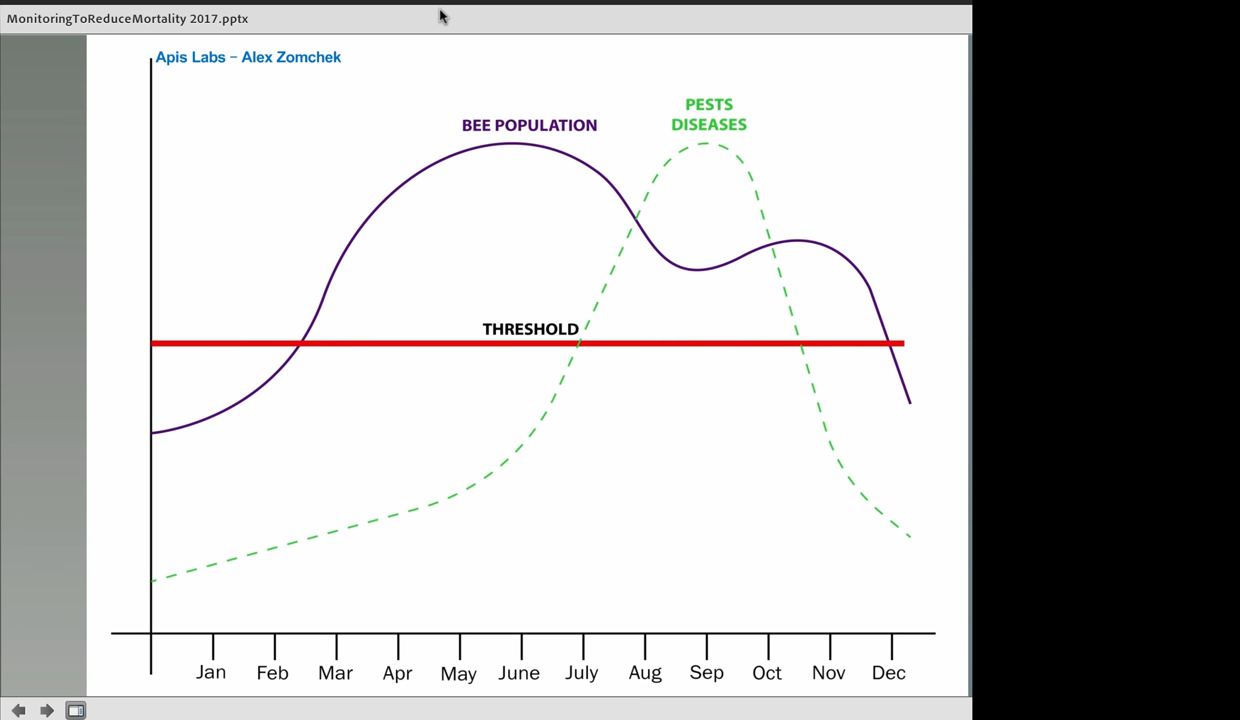 MonitoringToReduceMortality 2017.pptx
Apis Labs – Alex Zomchek
BEE POPULATION
PESTS
DISEASES
THRESHOLD
Jan Feb Mar Apr May June July Aug Sep Oct Nov Dec